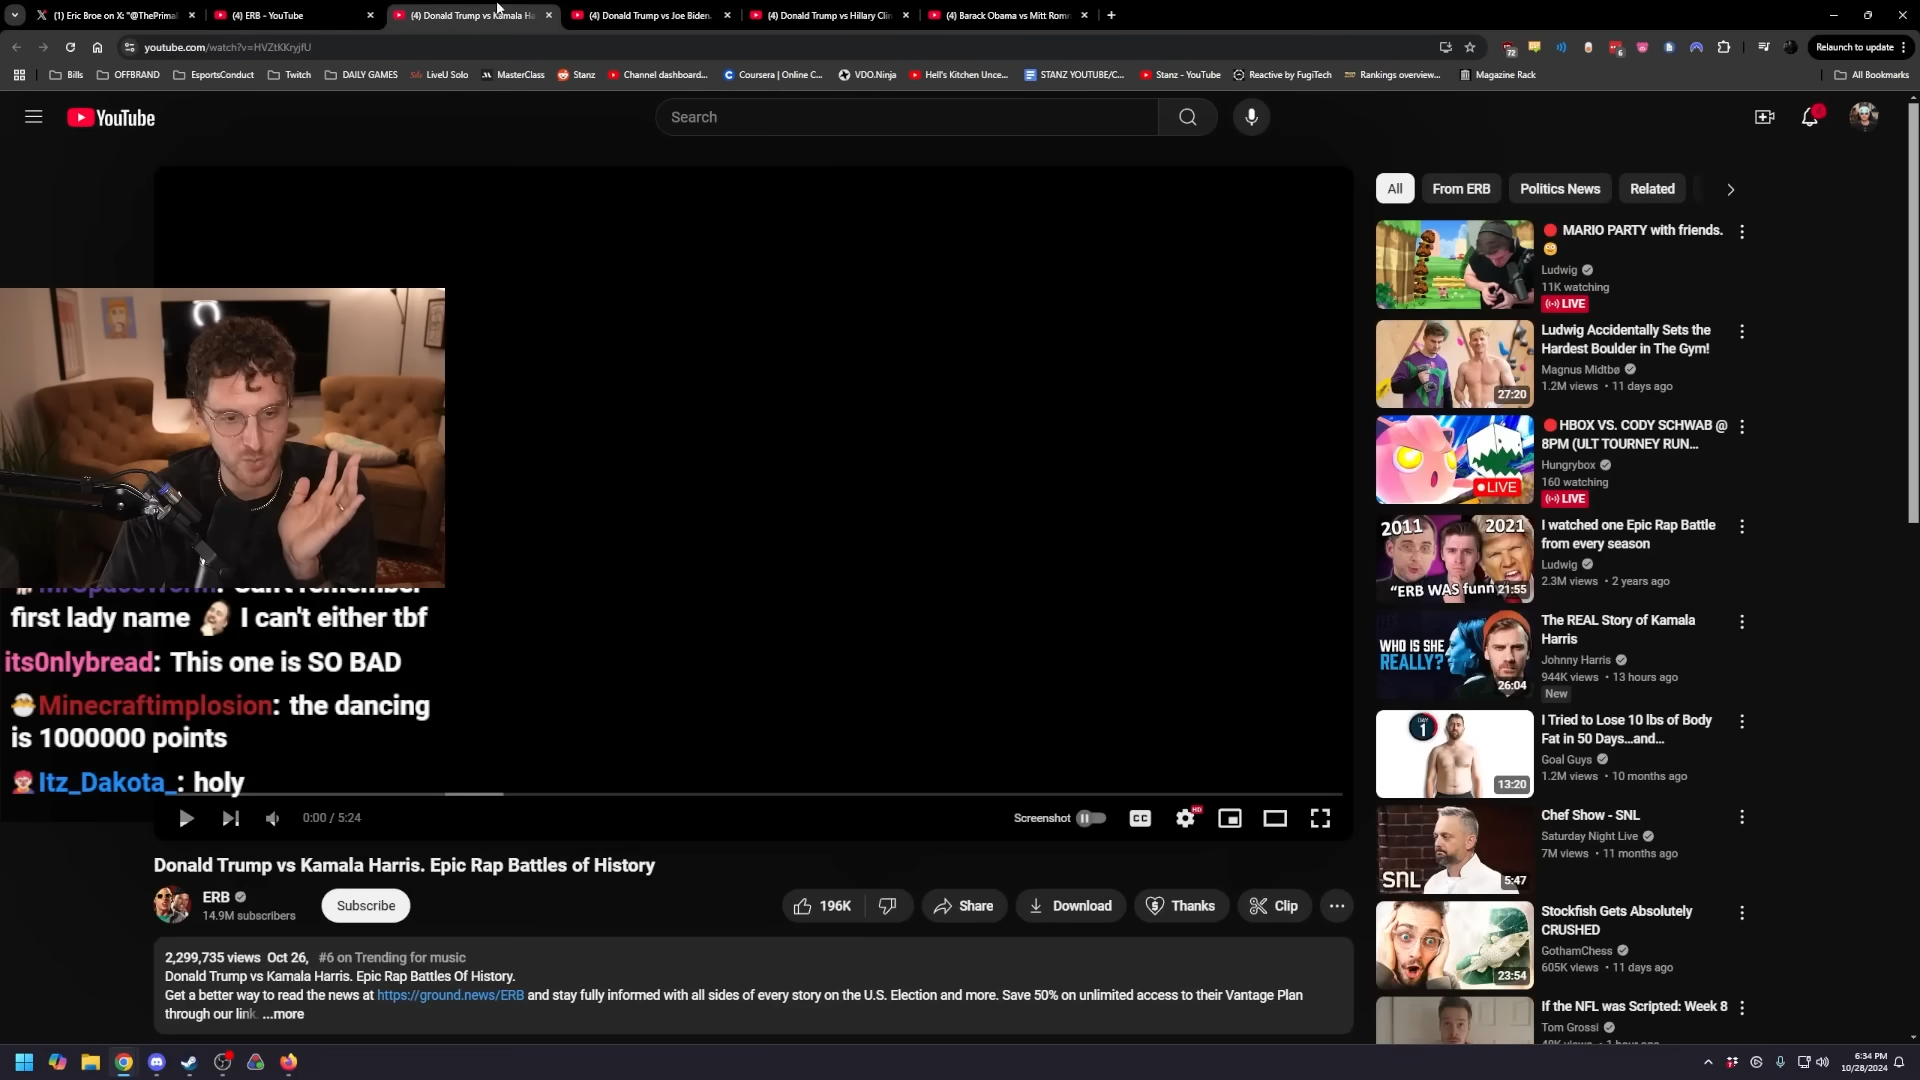 (1) Eric Broe on X: "@ThePrimal
(4) ERB - YouTube
(4) Donald Trump vs Kamala Ha
(4) Donald Trump vs Joe Biden.
(4) Donald Trump vs Hillary Clin
(4) Barack Obama vs Mitt Romn
youtube.com/watch?v=HVZtKKryjfU
72
6
Relaunch to update
Bills
OFFBRAND
EsportsConduct
Twitch
DAILY GAMES
LiveU Solo
MasterClass
Stanz
Channel dashboard...
Coursera | Online C...
VDO.Ninja
Hell's Kitchen Unce...
STANZ YOUTUBE/C...
Stanz - YouTube
Reactive by FugiTech
Rankings overview...
Magazine Rack
All Bookmarks
YouTube
Search
All
From ERB
Politics News
Related
MARIO PARTY with friends.
Ludwig
11K watching
LIVE
27:20
Ludwig Accidentally Sets the
Hardest Boulder in The Gym!
Magnus Midtbø
1.2M views • 11 days ago
LIVE
HBOX VS. CODY SCHWAB @
8PM (ULT TOURNEY RUN...
Hungrybox
160 watching
LIVE
2011 2021
"ERB WAS funn
21:55
I watched one Epic Rap Battle
from every season
Ludwig
2.3M views • 2 years ago
WHO IS SHE
REALLY?
26:04
The REAL Story of Kamala
Harris
Johnny Harris
944K views • 13 hours ago
New
DAY
1
13:20
I Tried to Lose 10 lbs of Body
Fat in 50 Days...and...
Goal Guys
1.2M views • 10 months ago
SNL
5:47
Chef Show - SNL
Saturday Night Live
7M views • 11 months ago
23:54
Stockfish Gets Absolutely
CRUSHED
GothamChess
605K views • 11 days ago
If the NFL was Scripted: Week 8
Tom Grossi
MrSpaceWorm: Can't remember
first lady name I can't either tbf
its0nlybread: This one is SO BAD
Minecraftimplosion: the dancing
is 1000000 points
Itz_Dakota_: holy
0:00 / 5:24
Screenshot
CC
HD
Donald Trump vs Kamala Harris. Epic Rap Battles of History
ERB
14.9M subscribers
Subscribe
196K
Share
Download
Thanks
Clip
2,299,735 views Oct 26, #6 on Trending for music
Donald Trump vs Kamala Harris. Epic Rap Battles Of History.
Get a better way to read the news at https://ground.news/ERB and stay fully informed with all sides of every story on the U.S. Election and more. Save 50% on unlimited access to their Vantage Plan
through our link. ...more
6:34 PM
10/28/2024